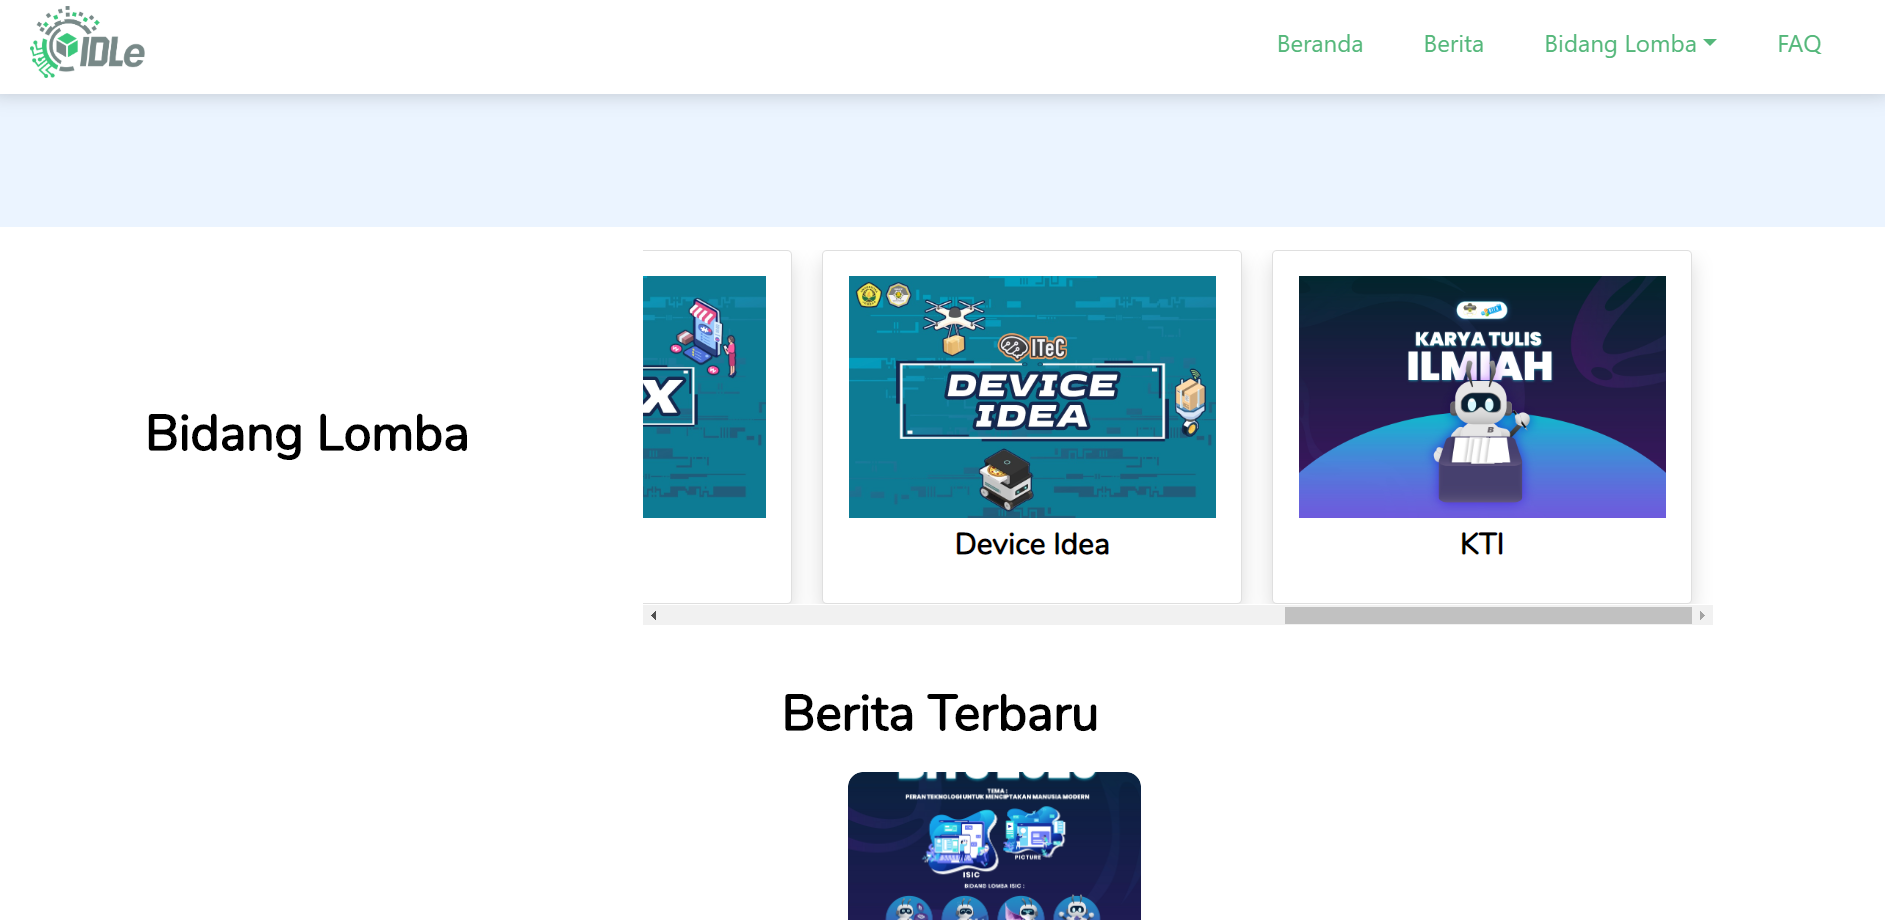 IDLe
Beranda
Berita
Bidang Lomba
FAQ
Bidang Lomba
X
ITeC
DEVICE
IDEA
Device Idea
KARYA TULIS
ILMIAH
B
KTI
Berita Terbaru
TEMA :
PERAN TEKNOLOGI UNTUK MENCIPTAKAN MANUSIA MODERN
PICTURE
ISIC
BIDANG LOMBA ISIC :